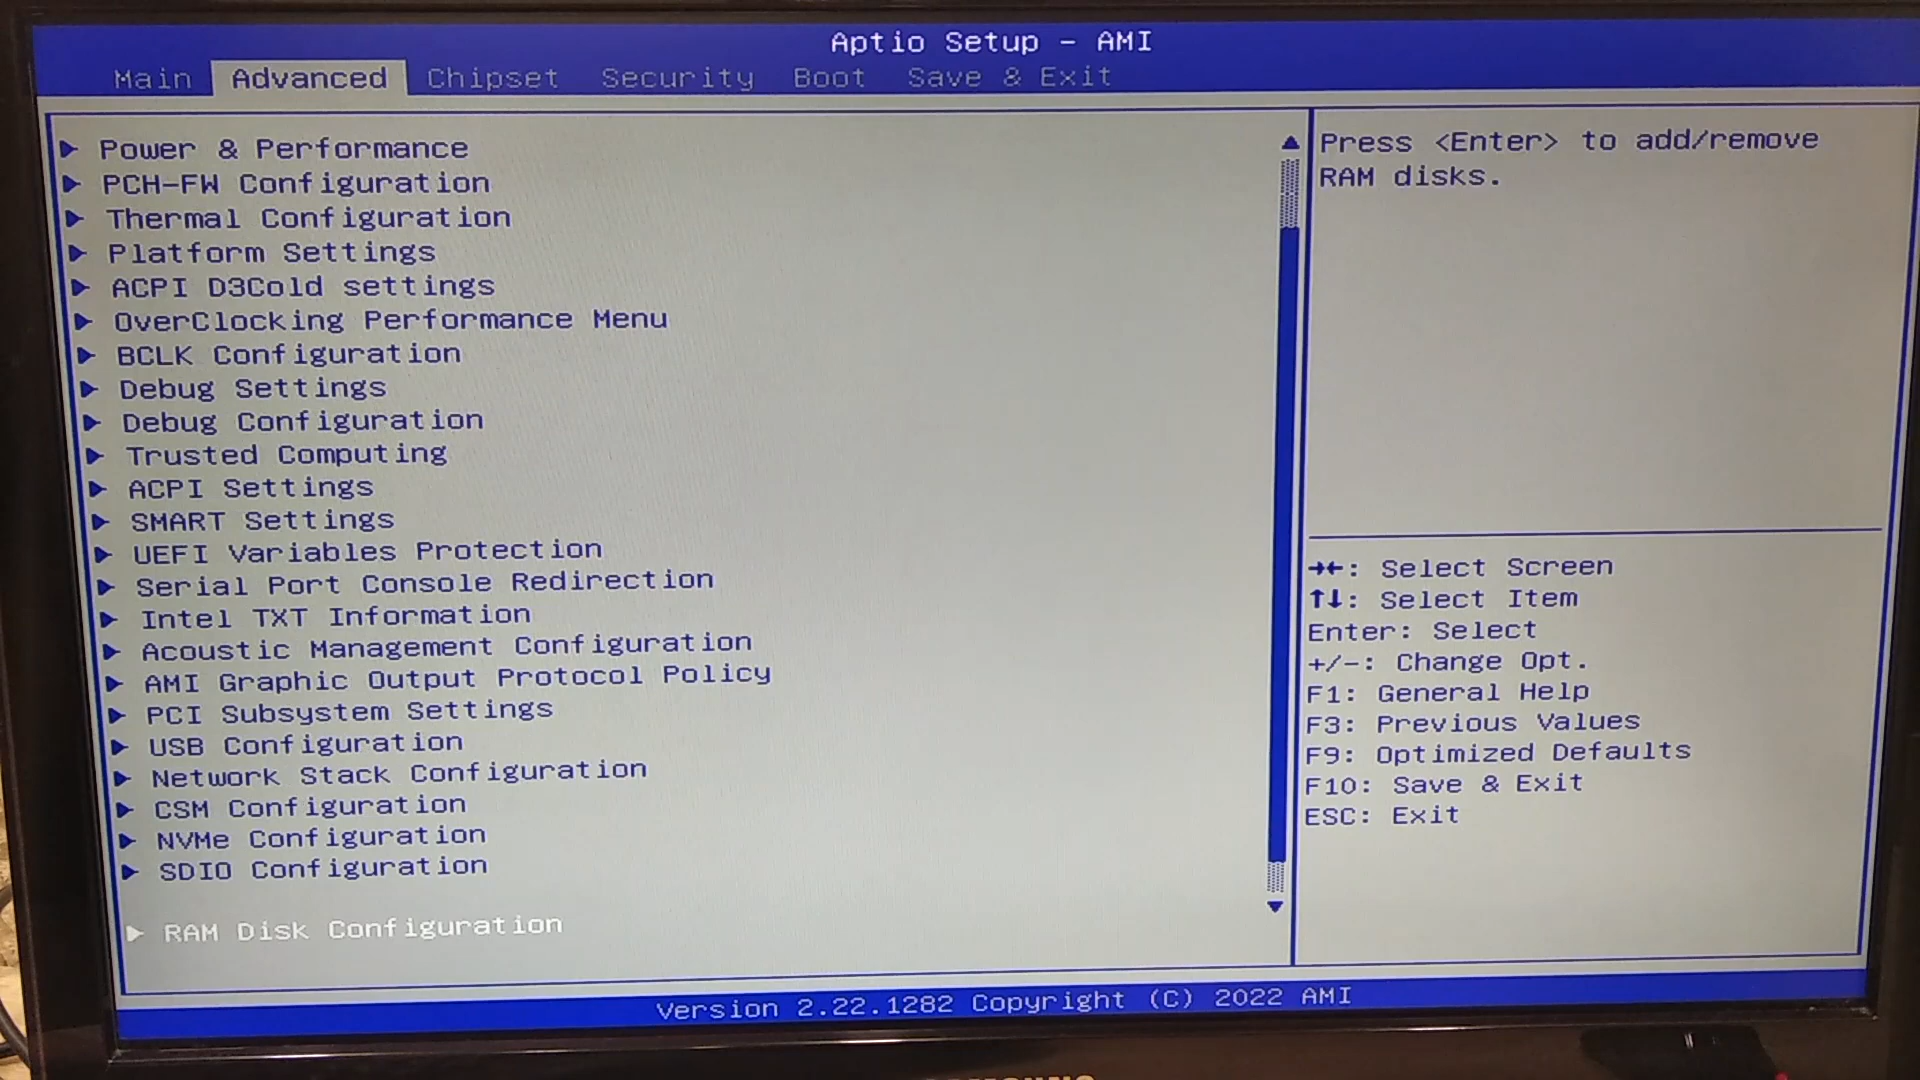 Aptio Setup – AMI
Main Advanced Chipset Security Boot Save & Exit
Power & Performance
PCH-FW Configuration
Thermal Configuration
Platform Settings
ACPI D3Cold settings
OverClocking Performance Menu
BCLK Configuration
Debug Settings
Debug Configuration
Trusted Computing
ACPI Settings
SMART Settings
UEFI Variables Protection
Serial Port Console Redirection
Intel TXT Information
Acoustic Management Configuration
AMI Graphic Output Protocol Policy
PCI Subsystem Settings
USB Configuration
Network Stack Configuration
CSM Configuration
NVMe Configuration
SDIO Configuration
RAM Disk Configuration
Press <Enter> to add/remove
RAM disks.
→←: Select Screen
↑↓: Select Item
Enter: Select
+/-: Change Opt.
F1: General Help
F3: Previous Values
F9: Optimized Defaults
F10: Save & Exit
ESC: Exit
Version 2.22.1282 Copyright (C) 2022 AMI